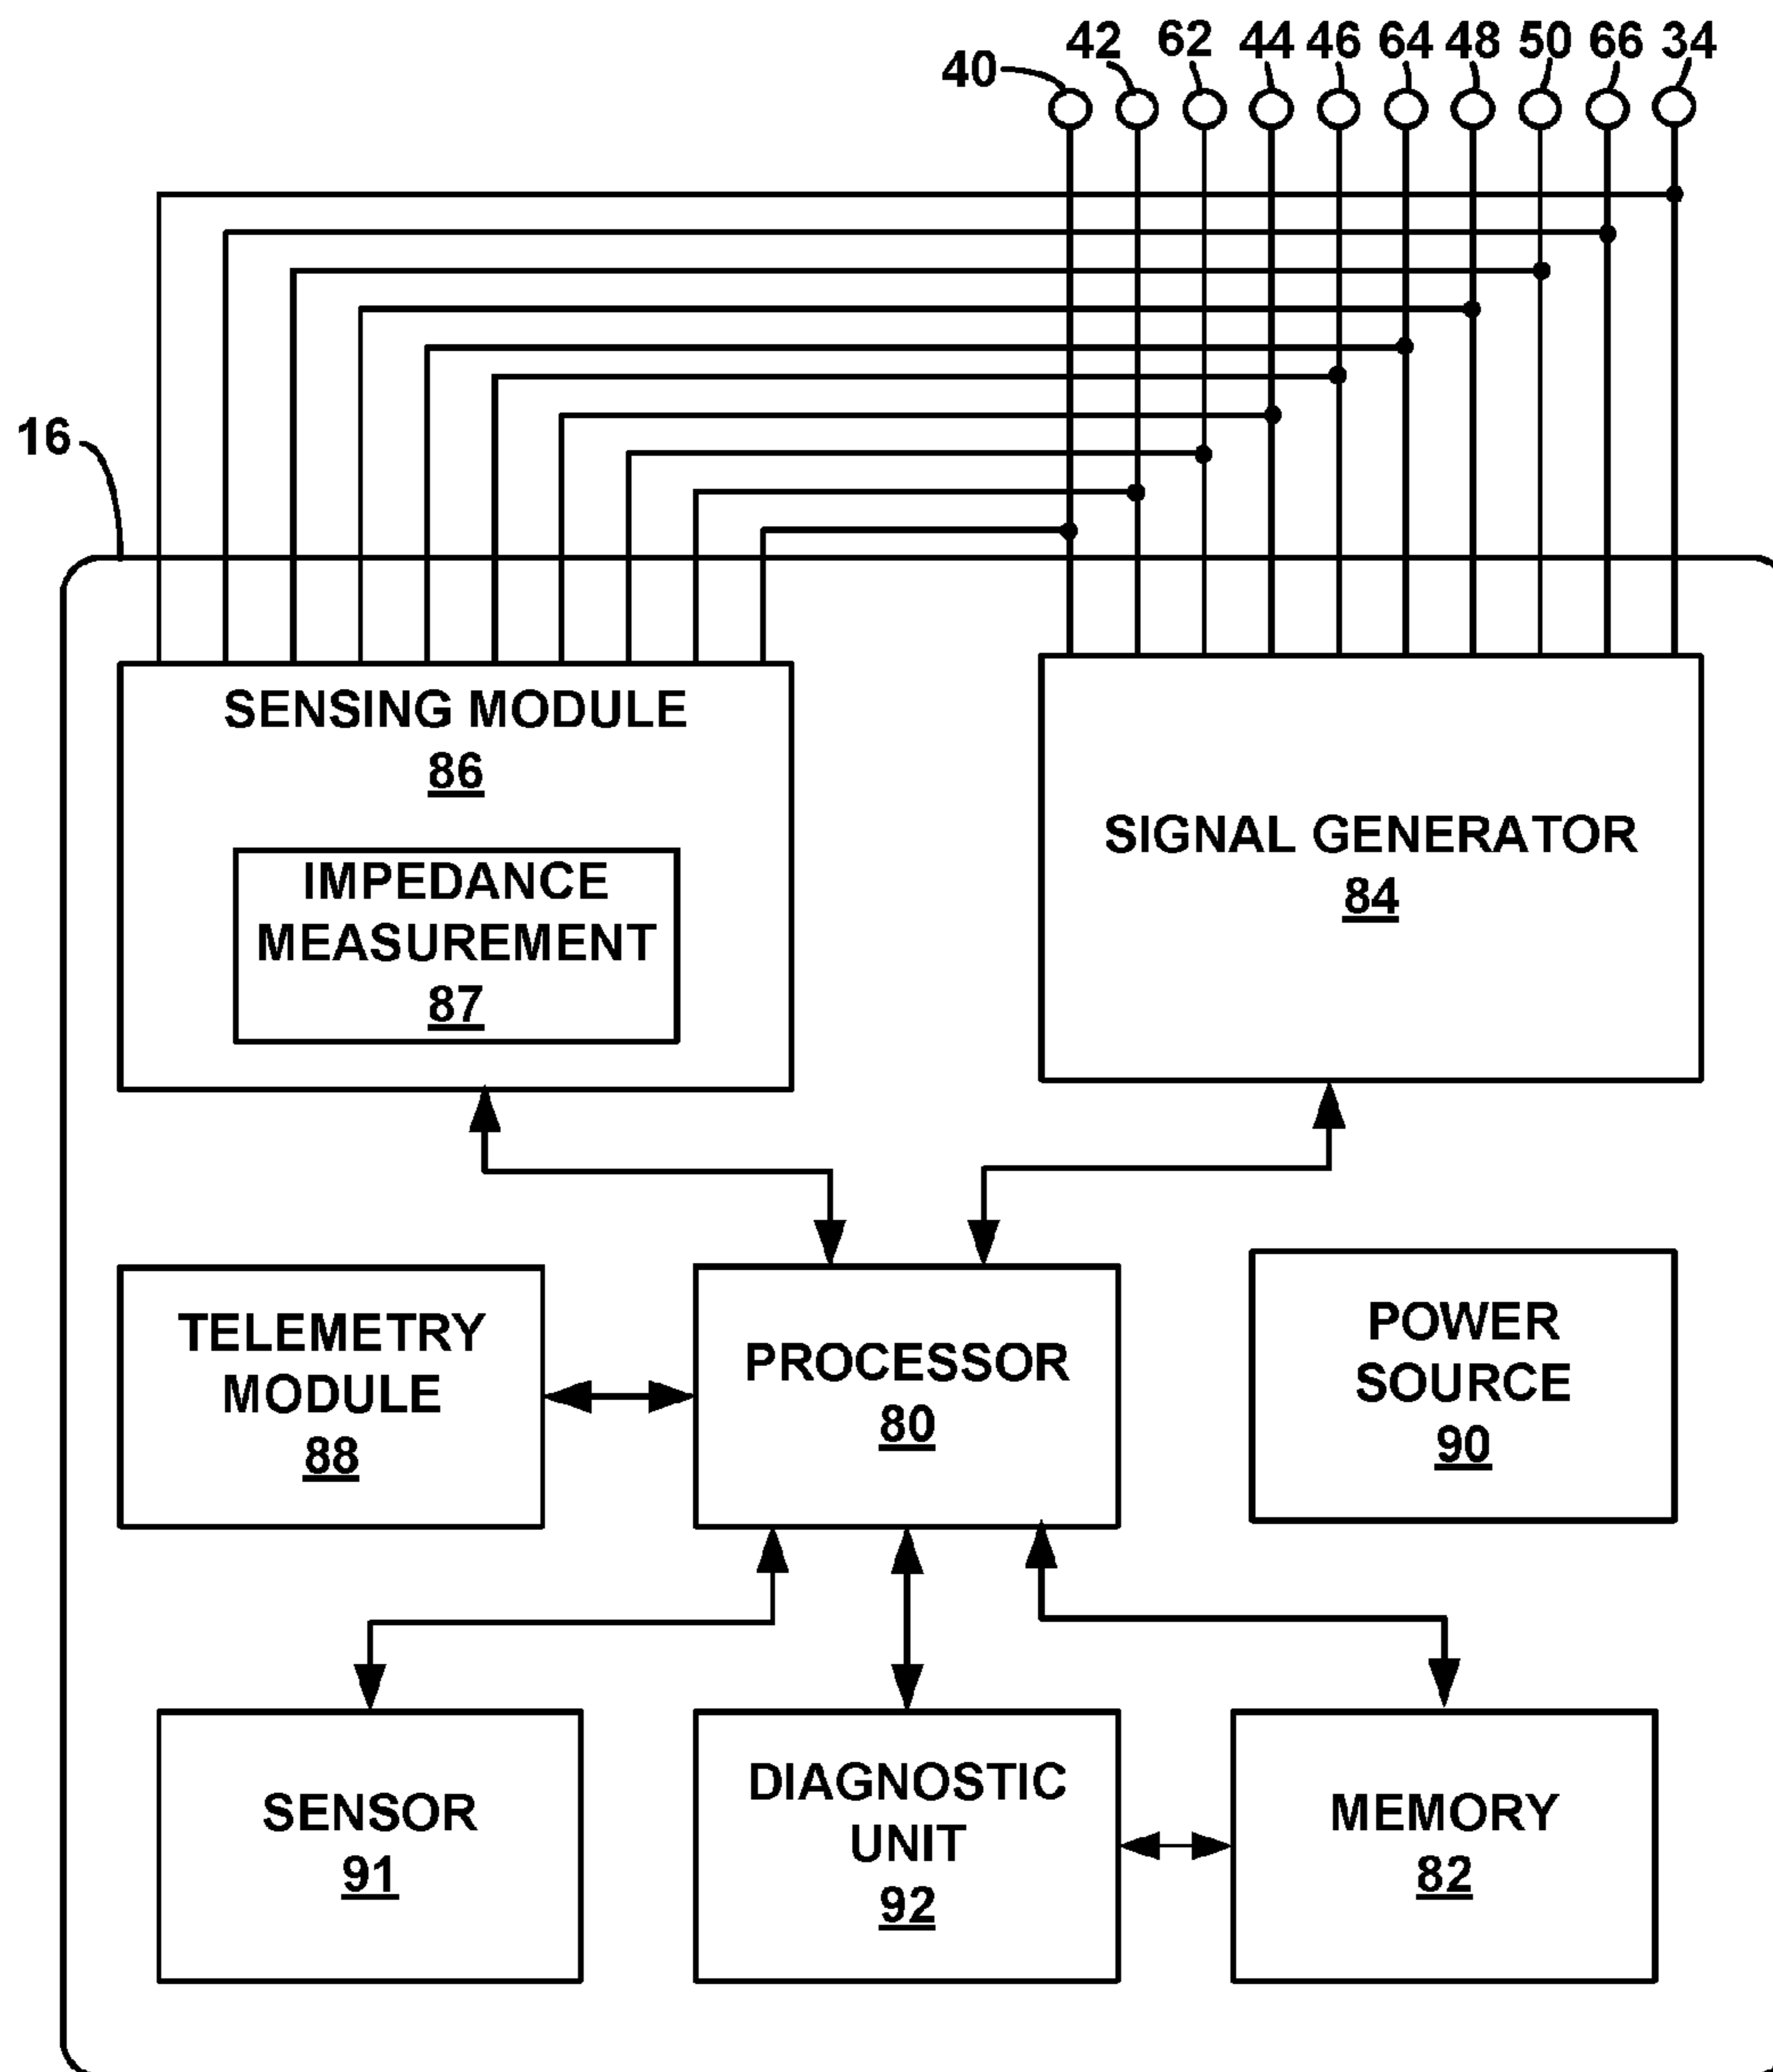 40 42 62 44 46 64 48 50 66 34
16
SENSING MODULE
86
IMPEDANCE
MEASUREMENT
87
SIGNAL GENERATOR
84
TELEMETRY
MODULE
88
PROCESSOR
80
POWER
SOURCE
90
SENSOR
91
DIAGNOSTIC
UNIT
92
MEMORY
82